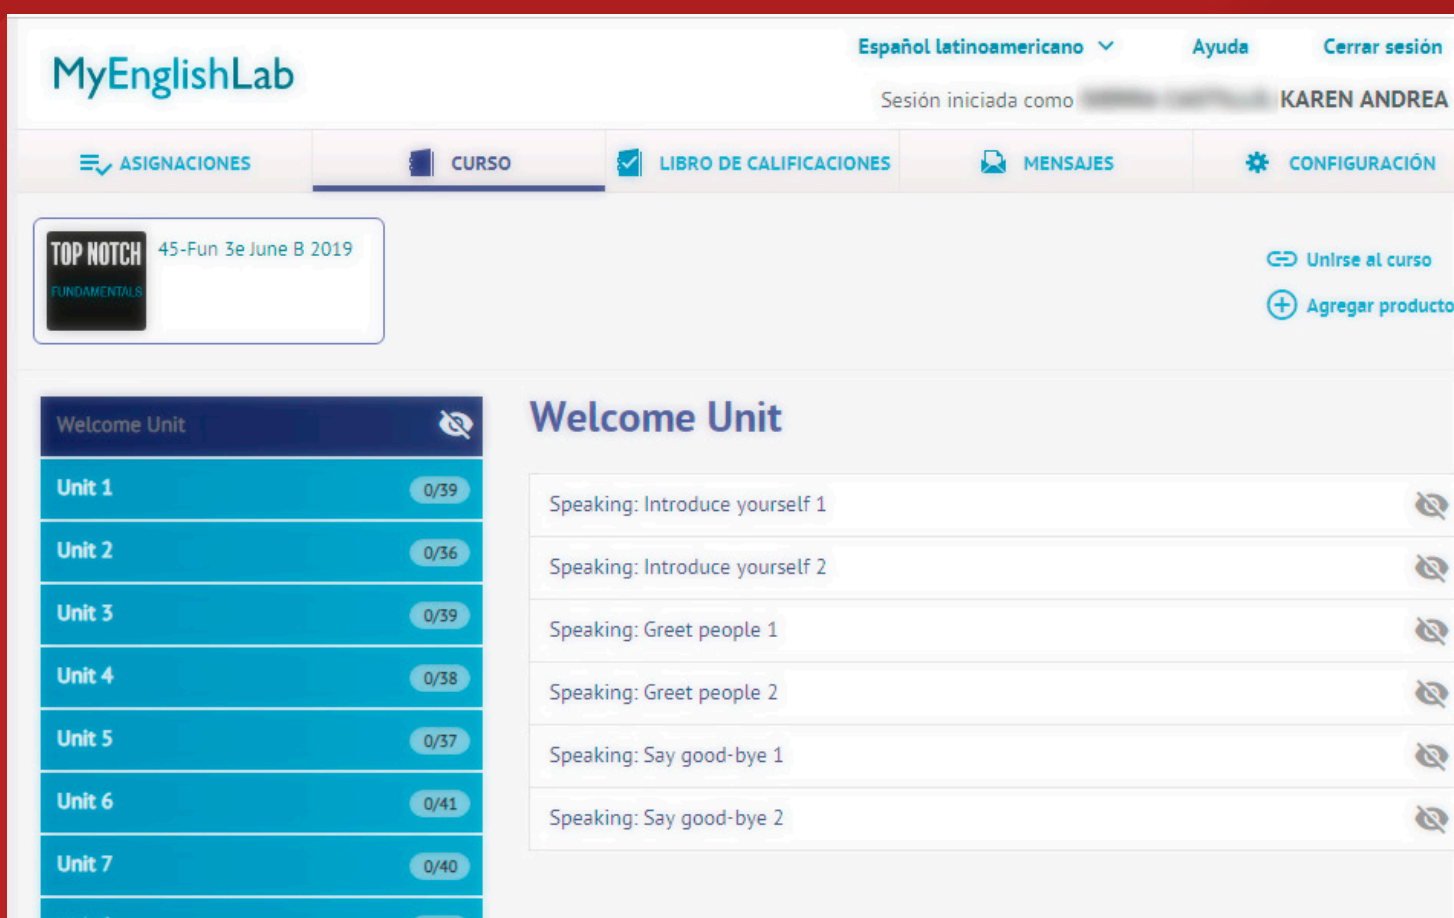 MyEnglishLab
Español latinoamericano Ayuda Cerrar sesión
Sesión iniciada como KAREN ANDREA
ASIGNACIONES CURSO LIBRO DE CALIFICACIONES MENSAJES CONFIGURACIÓN
TOP NOTCH
FUNDAMENTALS
45-Fun 3e June B 2019
Unirse al curso
Agregar producto
Welcome Unit
Unit 1 0/39
Unit 2 0/36
Unit 3 0/39
Unit 4 0/38
Unit 5 0/37
Unit 6 0/41
Unit 7 0/40
Welcome Unit
Speaking: Introduce yourself 1
Speaking: Introduce yourself 2
Speaking: Greet people 1
Speaking: Greet people 2
Speaking: Say good-bye 1
Speaking: Say good-bye 2